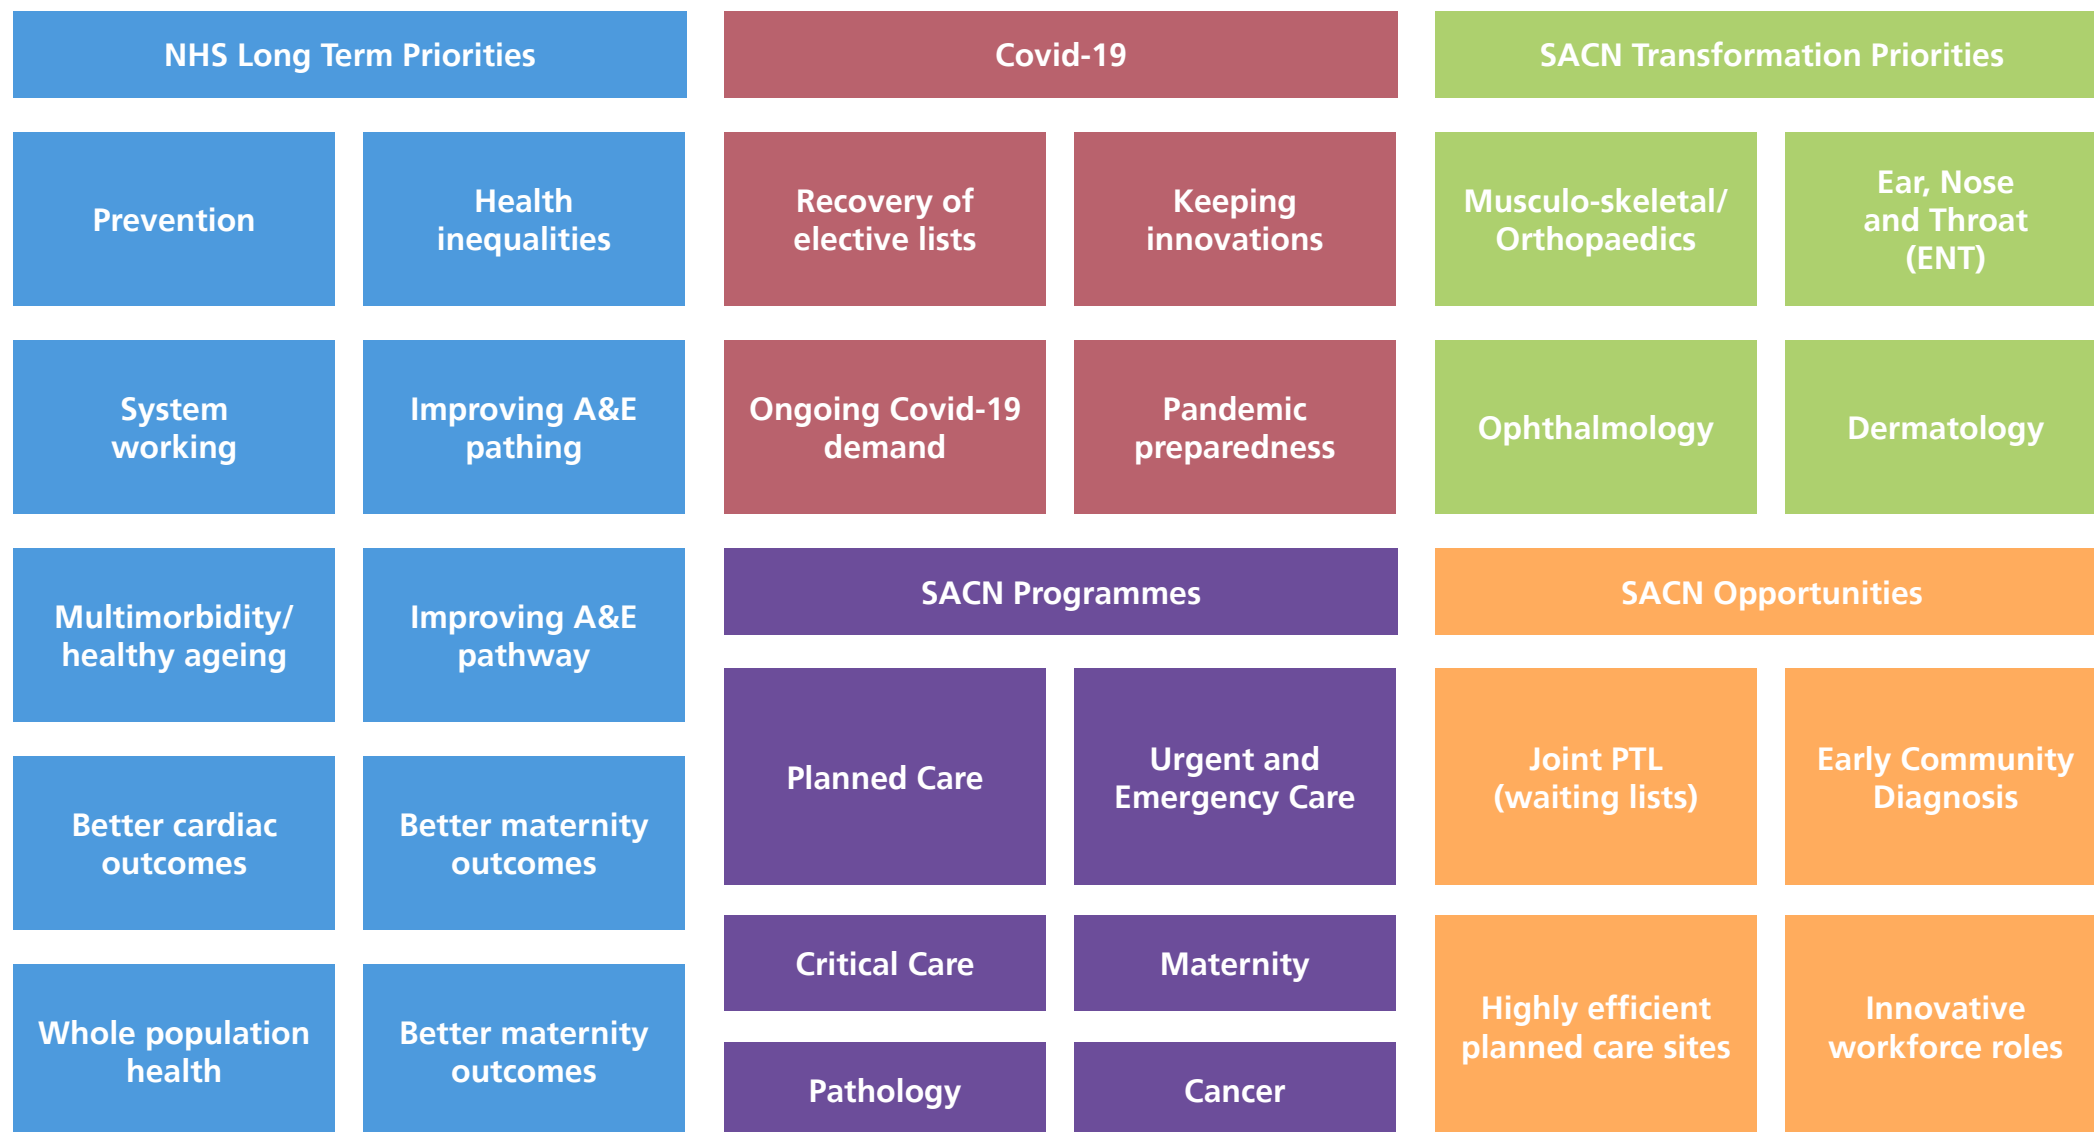 NHS Long Term Priorities
Prevention
Health
inequalities
System
working
Improving A&E
pathing
Multimorbidity/
healthy ageing
Improving A&E
pathway
Better cardiac
outcomes
Better maternity
outcomes
Whole population
health
Better maternity
outcomes
Covid-19
Recovery of
elective lists
Keeping
innovations
Ongoing Covid-19
demand
Pandemic
preparedness
SACN Programmes
Planned Care
Urgent and
Emergency Care
Critical Care
Maternity
Pathology
Cancer
SACN Transformation Priorities
Musculo-skeletal/
Orthopaedics
Ear, Nose
and Throat
(ENT)
Ophthalmology
Dermatology
SACN Opportunities
Joint PTL
(waiting lists)
Early Community
Diagnosis
Highly efficient
planned care sites
Innovative
workforce roles